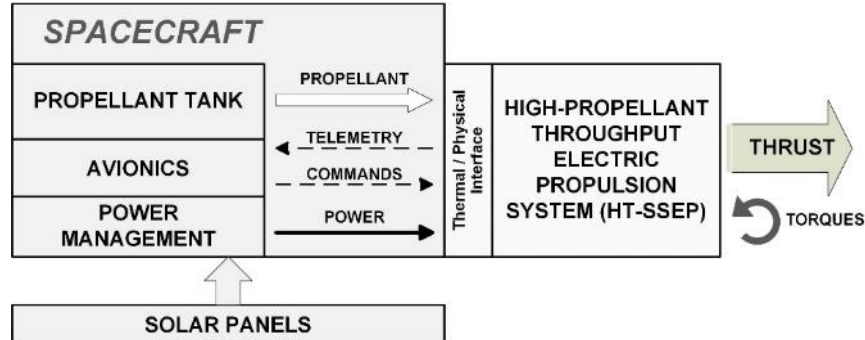 SPACECRAFT
PROPELLANT TANK
AVIONICS
POWER
MANAGEMENT
PROPELLANT
TELEMETRY
COMMANDS
POWER
Thermal / Physical
Interface
HIGH-PROPELLANT
THROUGHPUT
ELECTRIC
PROPULSION
SYSTEM (HT-SSEP)
THRUST
TORQUES
SOLAR PANELS